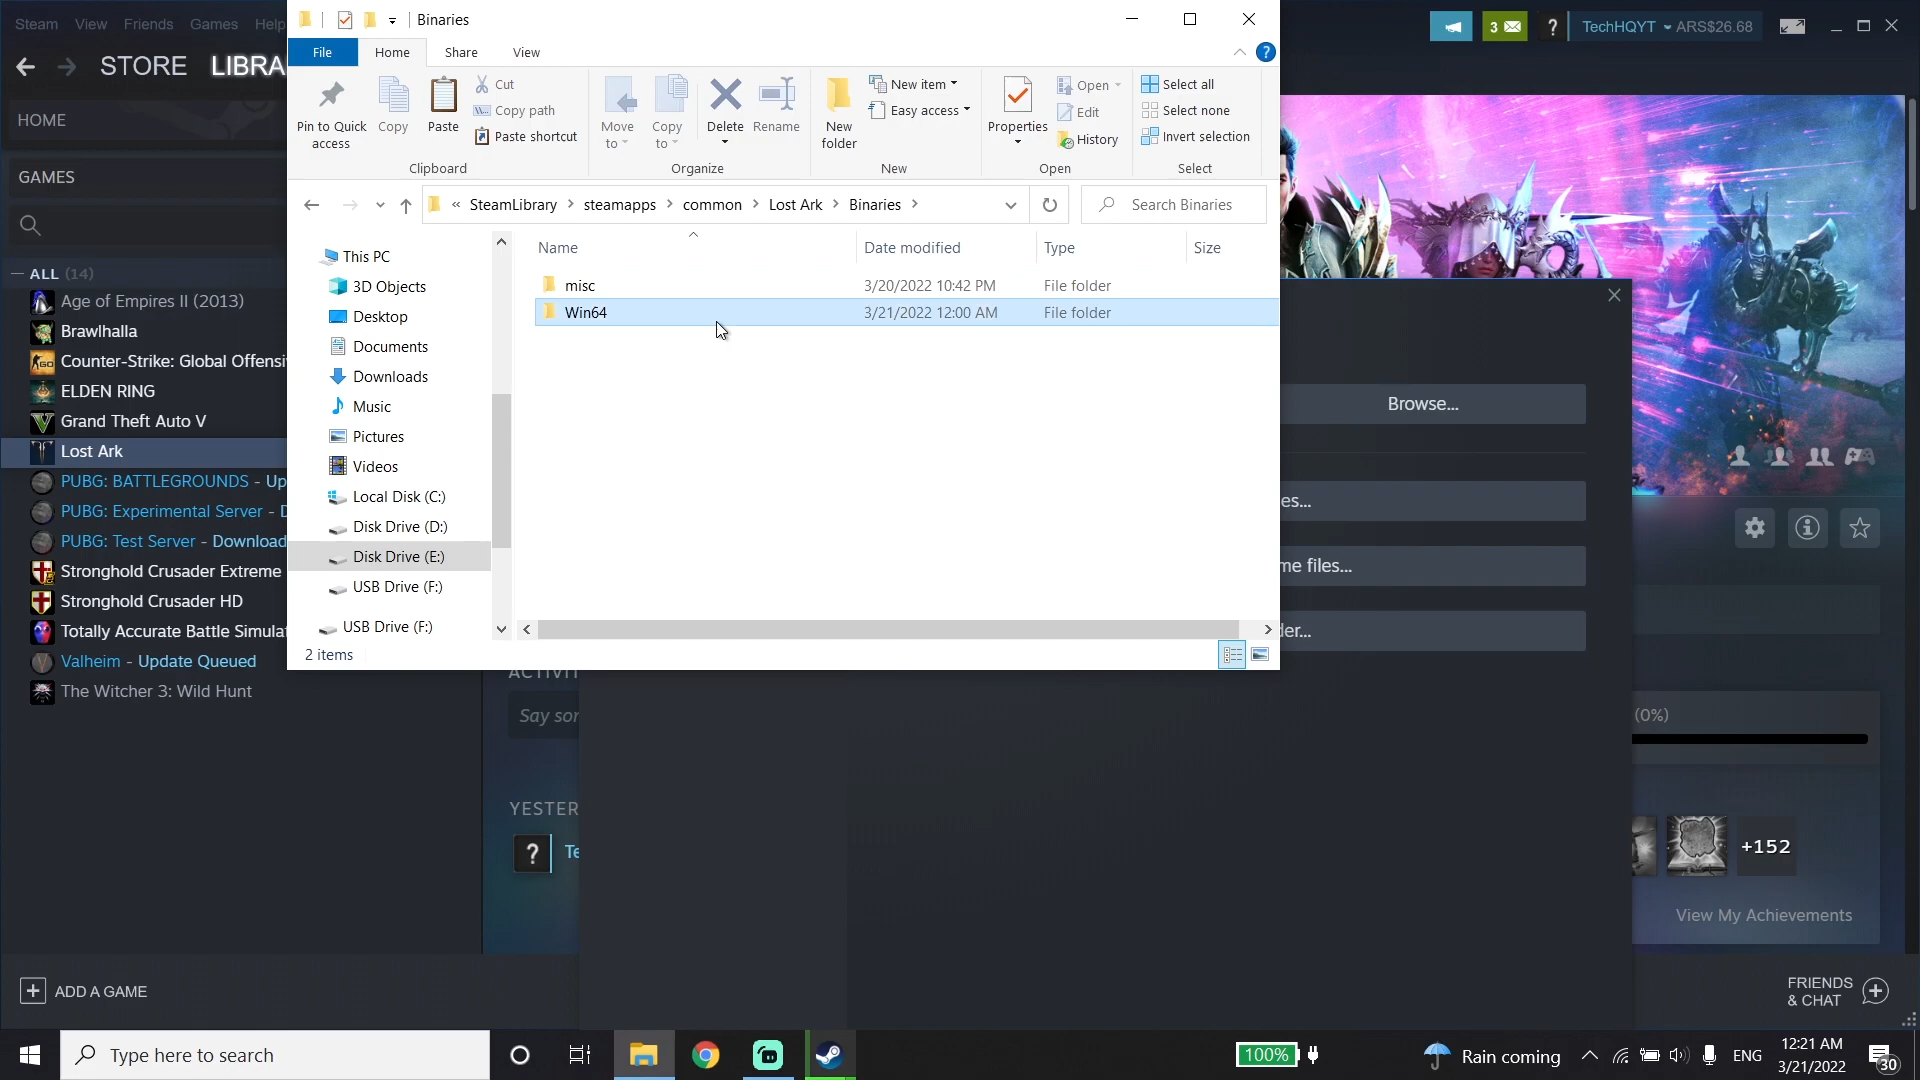 Steam View Friends Games Help
STORE LIBRA
HOME
GAMES
ALL (14)
Age of Empires II (2013)
Brawlhalla
Counter-Strike: Global Offensi
ELDEN RING
Grand Theft Auto V
Lost Ark
PUBG: BATTLEGROUNDS - Up
PUBG: Experimental Server - D
PUBG: Test Server - Download
Stronghold Crusader Extreme
Stronghold Crusader HD
Totally Accurate Battle Simulat
Valheim - Update Queued
The Witcher 3: Wild Hunt
ADD A GAME
Binaries
File Home Share View
Pin to Quick access
Copy
Paste
Cut
Copy path
Paste shortcut
Clipboard
Move to
Copy to
Delete
Rename
Organize
New folder
New item
Easy access
New
Properties
Open
Edit
History
Open
Select all
Select none
Invert selection
Select
« SteamLibrary > steamapps > common > Lost Ark > Binaries >
Search Binaries
This PC
3D Objects
Desktop
Documents
Downloads
Music
Pictures
Videos
Local Disk (C:)
Disk Drive (D:)
Disk Drive (E:)
USB Drive (F:)
USB Drive (F:)
Name Date modified Type Size
misc 3/20/2022 10:42 PM File folder
Win64 3/21/2022 12:00 AM File folder
2 items
3
?
TechHQYT ARS$26.68
Browse...
es...
me files...
der...
ACTIVIT
Say son
YESTER
?
Te
(0%)
+152
View My Achievements
FRIENDS
& CHAT
Type here to search
100%
Rain coming
ENG
12:21 AM
3/21/2022
30